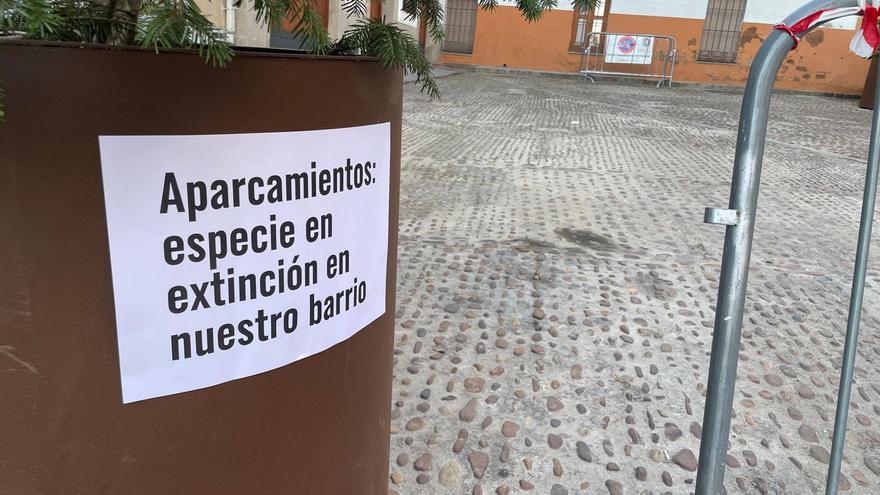 Aparcamientos:
especie en
extinción en
nuestro barrio